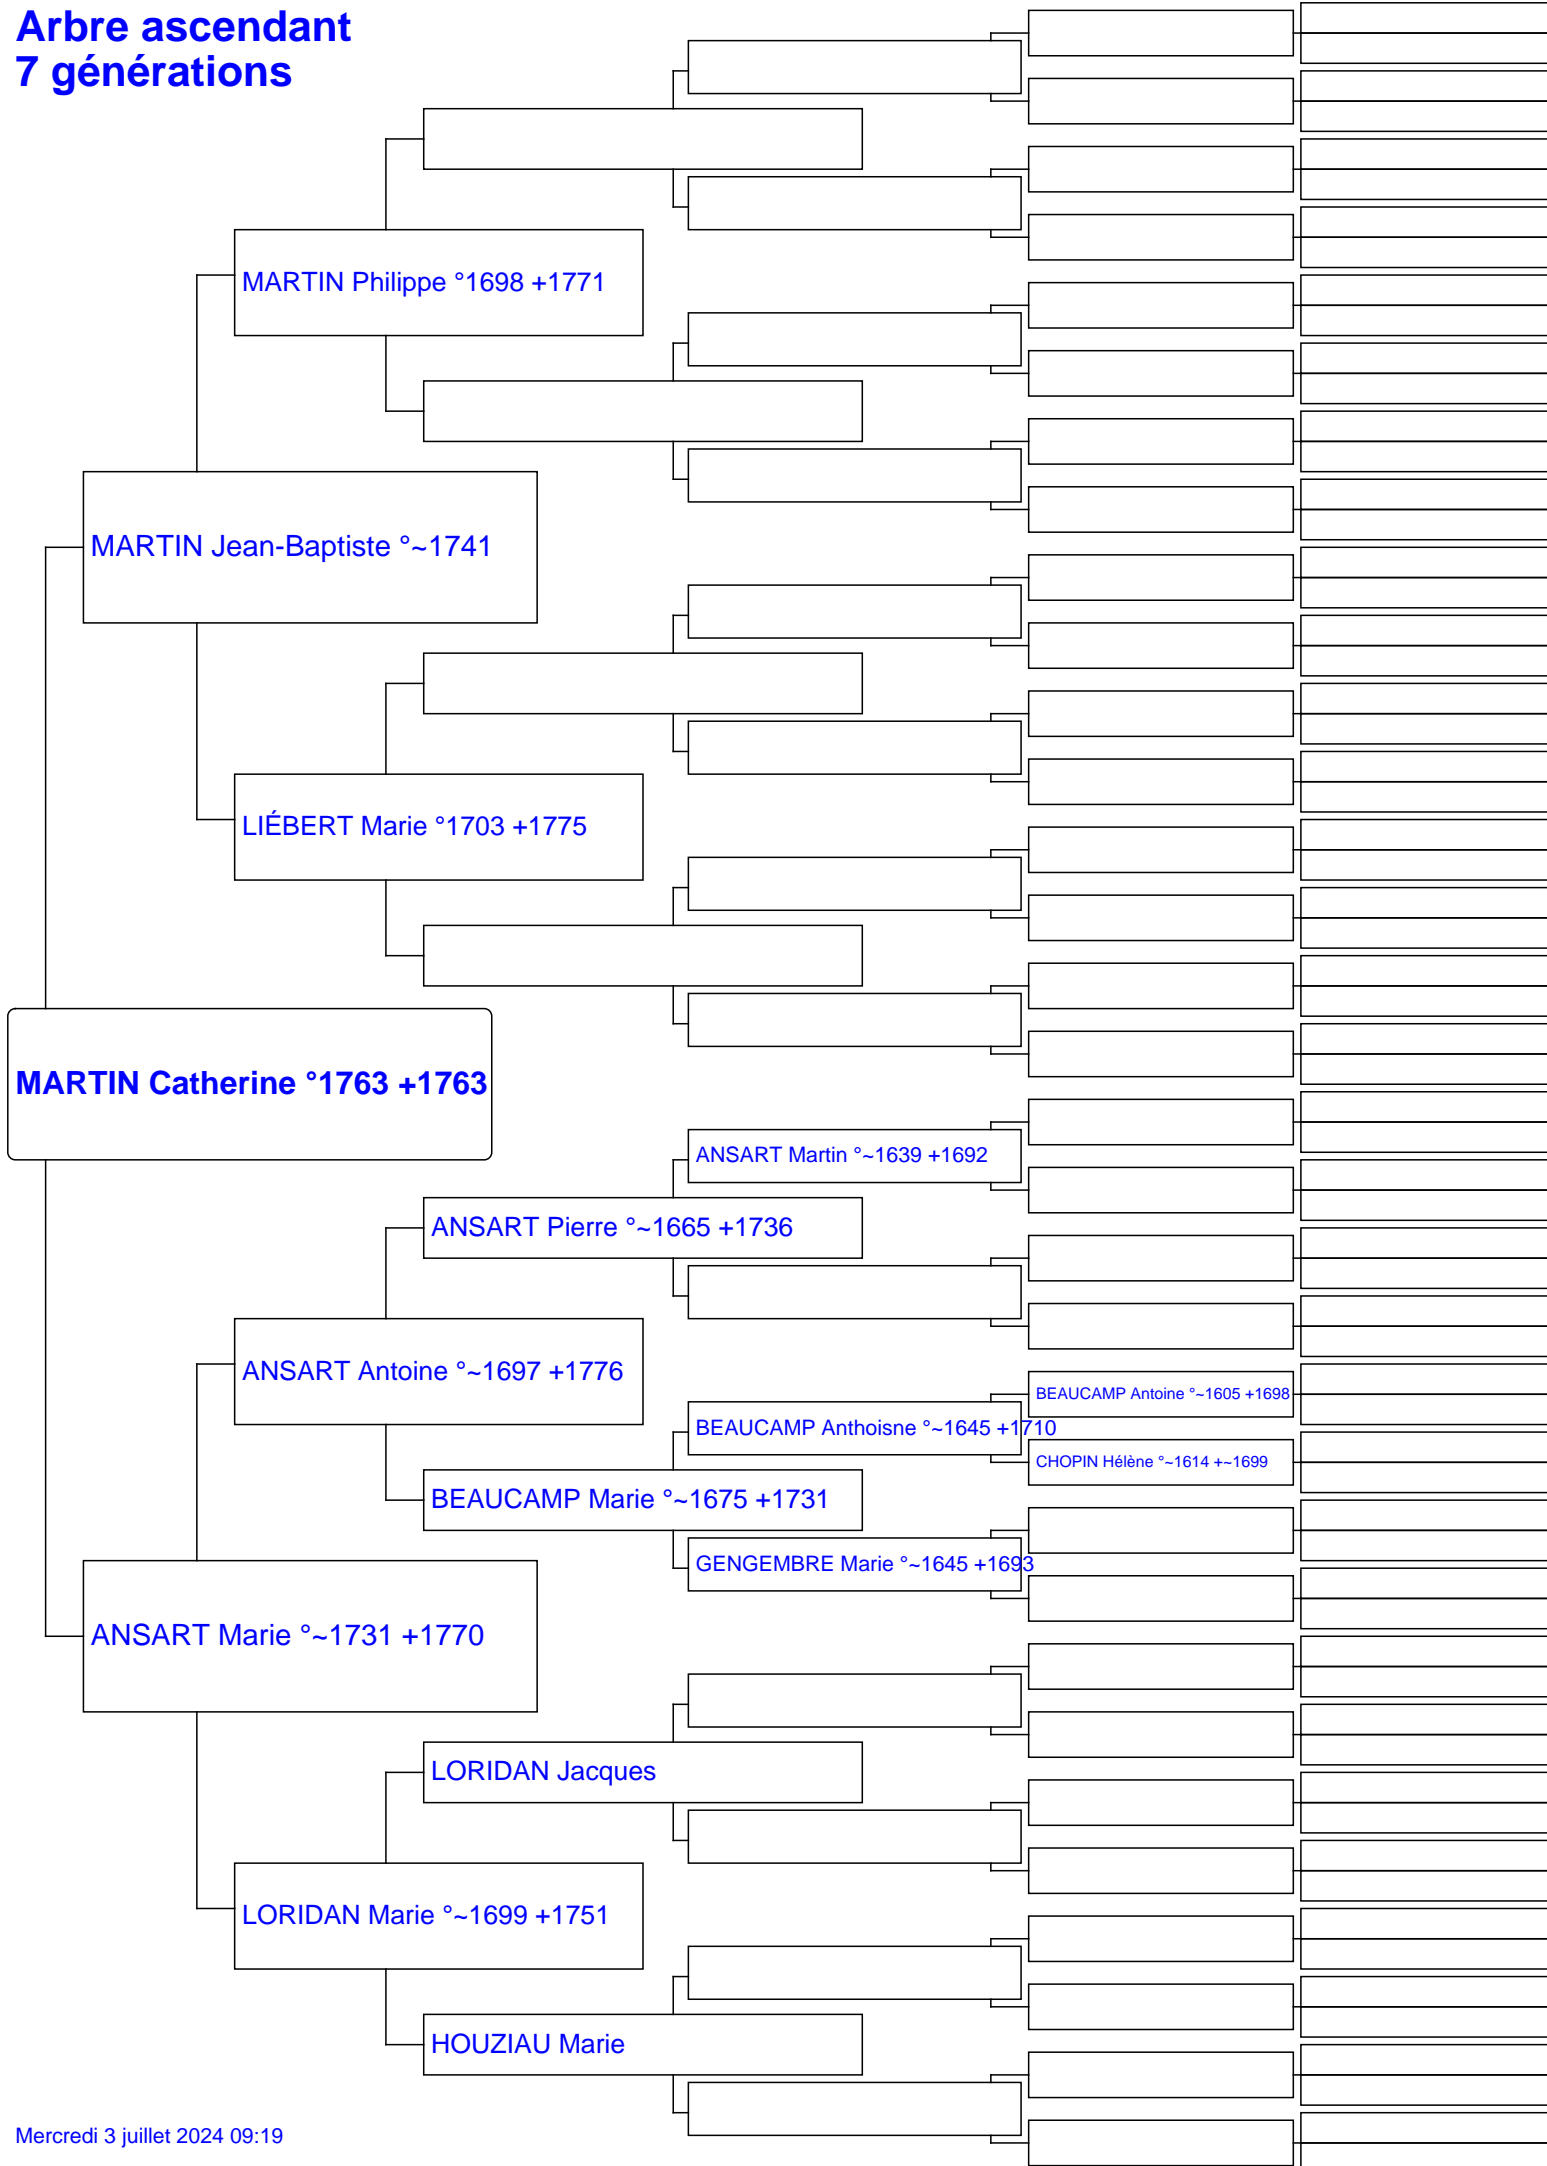 Arbre ascendant
7 générations
MARTIN Philippe °1698 +1771
MARTIN Jean-Baptiste °~1741
LIÉBERT Marie °1703 +1775
MARTIN Catherine °1763 +1763
ANSART Martin °~1639 +1692
ANSART Pierre °~1665 +1736
ANSART Antoine °~1697 +1776
BEAUCAMP Antoine °~1605 +1698
BEAUCAMP Anthoisne °~1645 +1710
CHOPIN Hélène °~1614 +~1699
BEAUCAMP Marie °~1675 +1731
GENGEMBRE Marie °~1645 +1693
ANSART Marie °~1731 +1770
LORIDAN Jacques
LORIDAN Marie °~1699 +1751
HOUZIAU Marie
Mercredi 3 juillet 2024 09:19